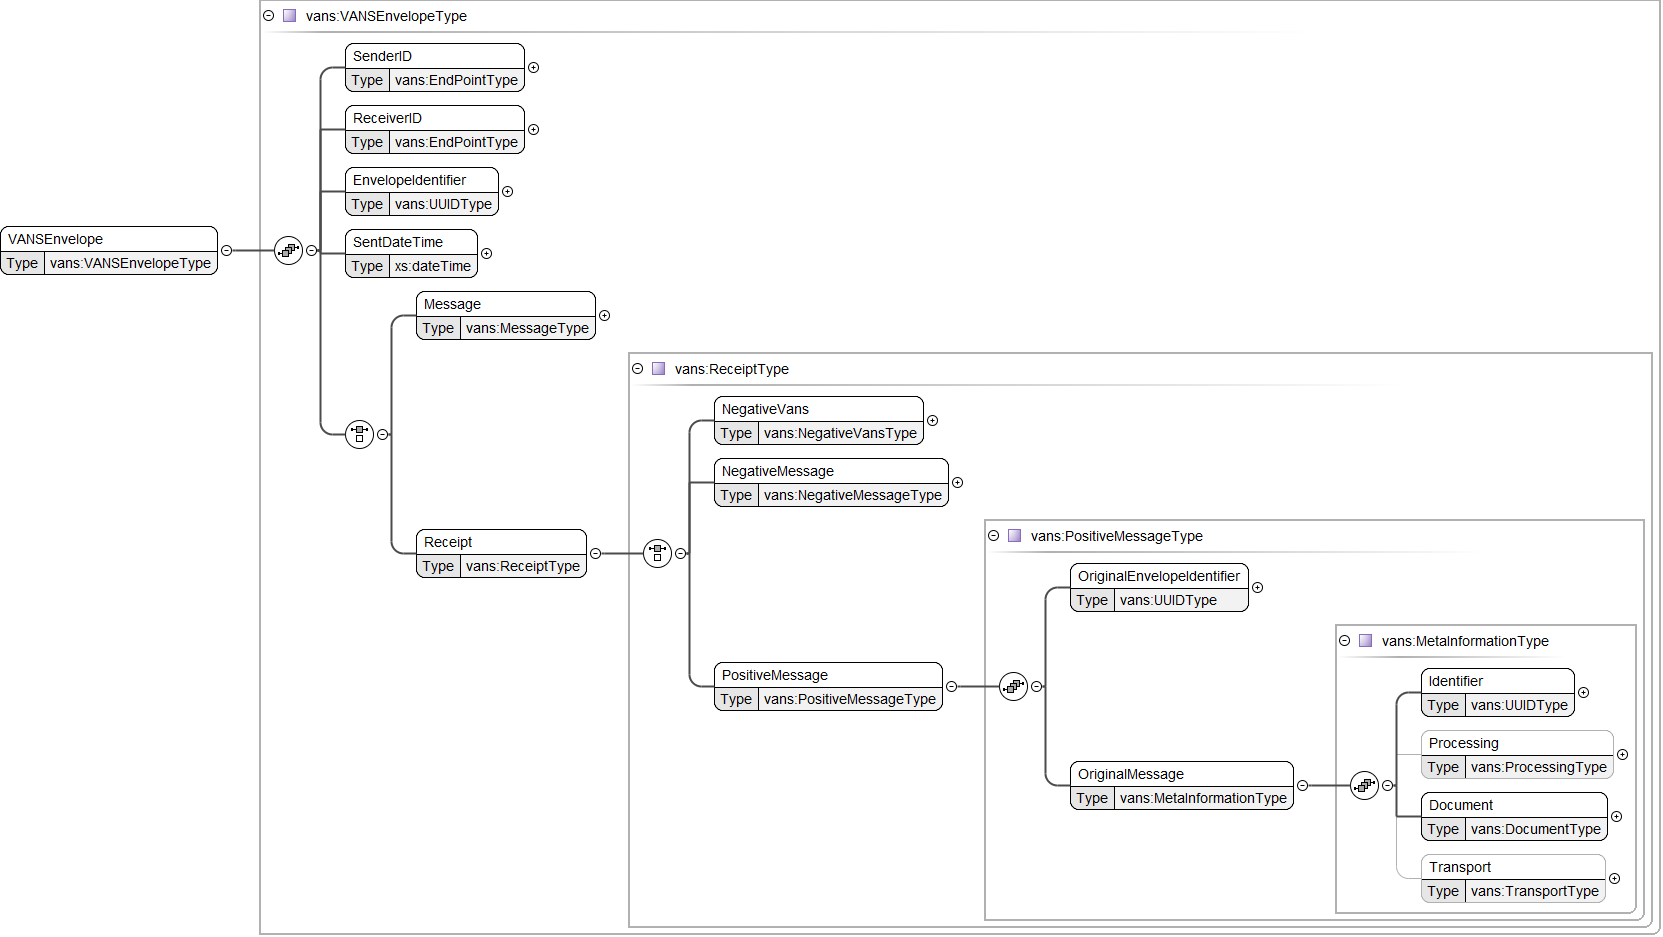 vans:VANSEnvelopeType
SenderID
Type vans:EndPointType
ReceiverID
Type vans:EndPointType
EnvelopeIdentifier
Type vans:UUIDType
VANSEnvelope
Type vans:VANSEnvelopeType
SentDateTime
Type xs:dateTime
Message
Type vans:MessageType
vans:ReceiptType
NegativeVans
Type vans:NegativeVansType
NegativeMessage
Type vans:NegativeMessageType
Receipt
Type vans:ReceiptType
vans:PositiveMessageType
OriginalEnvelopeIdentifier
Type vans:UUIDType
vans:MetaInformationType
PositiveMessage
Type vans:PositiveMessageType
Identifier
Type vans:UUIDType
Processing
Type vans:ProcessingType
OriginalMessage
Type vans:MetaInformationType
Document
Type vans:DocumentType
Transport
Type vans:TransportType